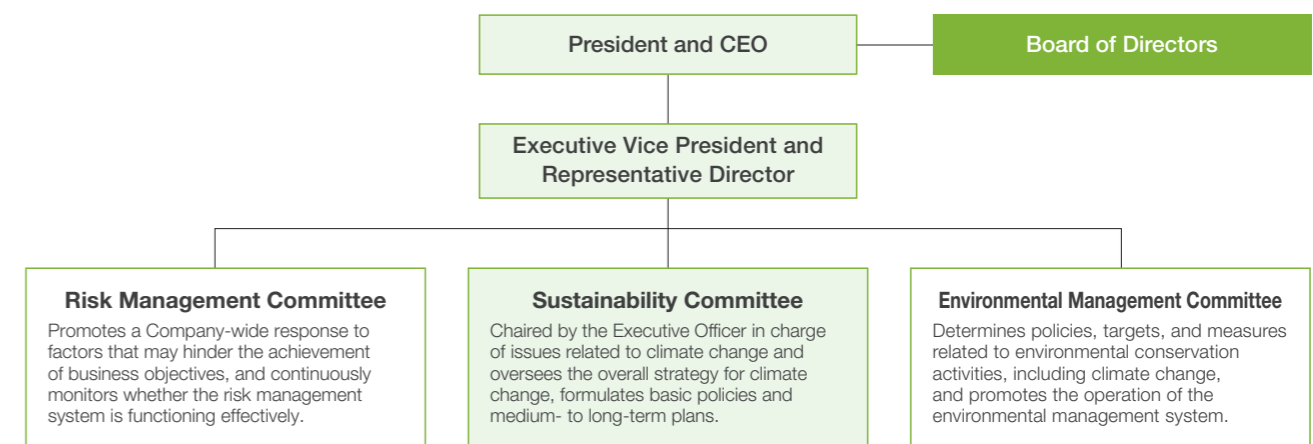 President and CEO
Board of Directors
Executive Vice President and
Representative Director
Risk Management Committee
Promotes a Company-wide response to
factors that may hinder the achievement
of business objectives, and continuously
monitors whether the risk management
system is functioning effectively.
Sustainability Committee
Chaired by the Executive Officer in charge
of issues related to climate change and
oversees the overall strategy for climate
change, formulates basic policies and
medium- to long-term plans.
Environmental Management Committee
Determines policies, targets, and measures
related to environmental conservation
activities, including climate change,
and promotes the operation of the
environmental management system.